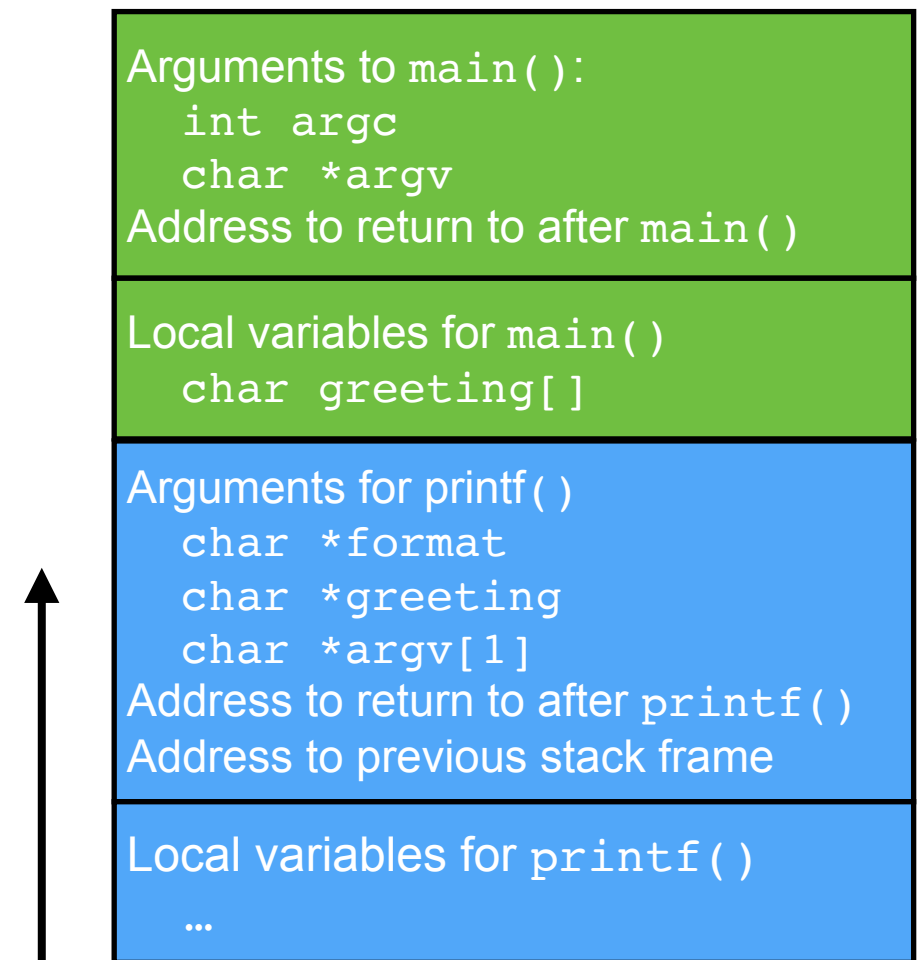 Arguments to main():
int argc
char *argv
Address to return to after main()
Local variables for main()
char greeting[]
Arguments for printf()
char *format
char *greeting
char *argv[1]
Address to return to after printf()
Address to previous stack frame
Local variables for printf()
…